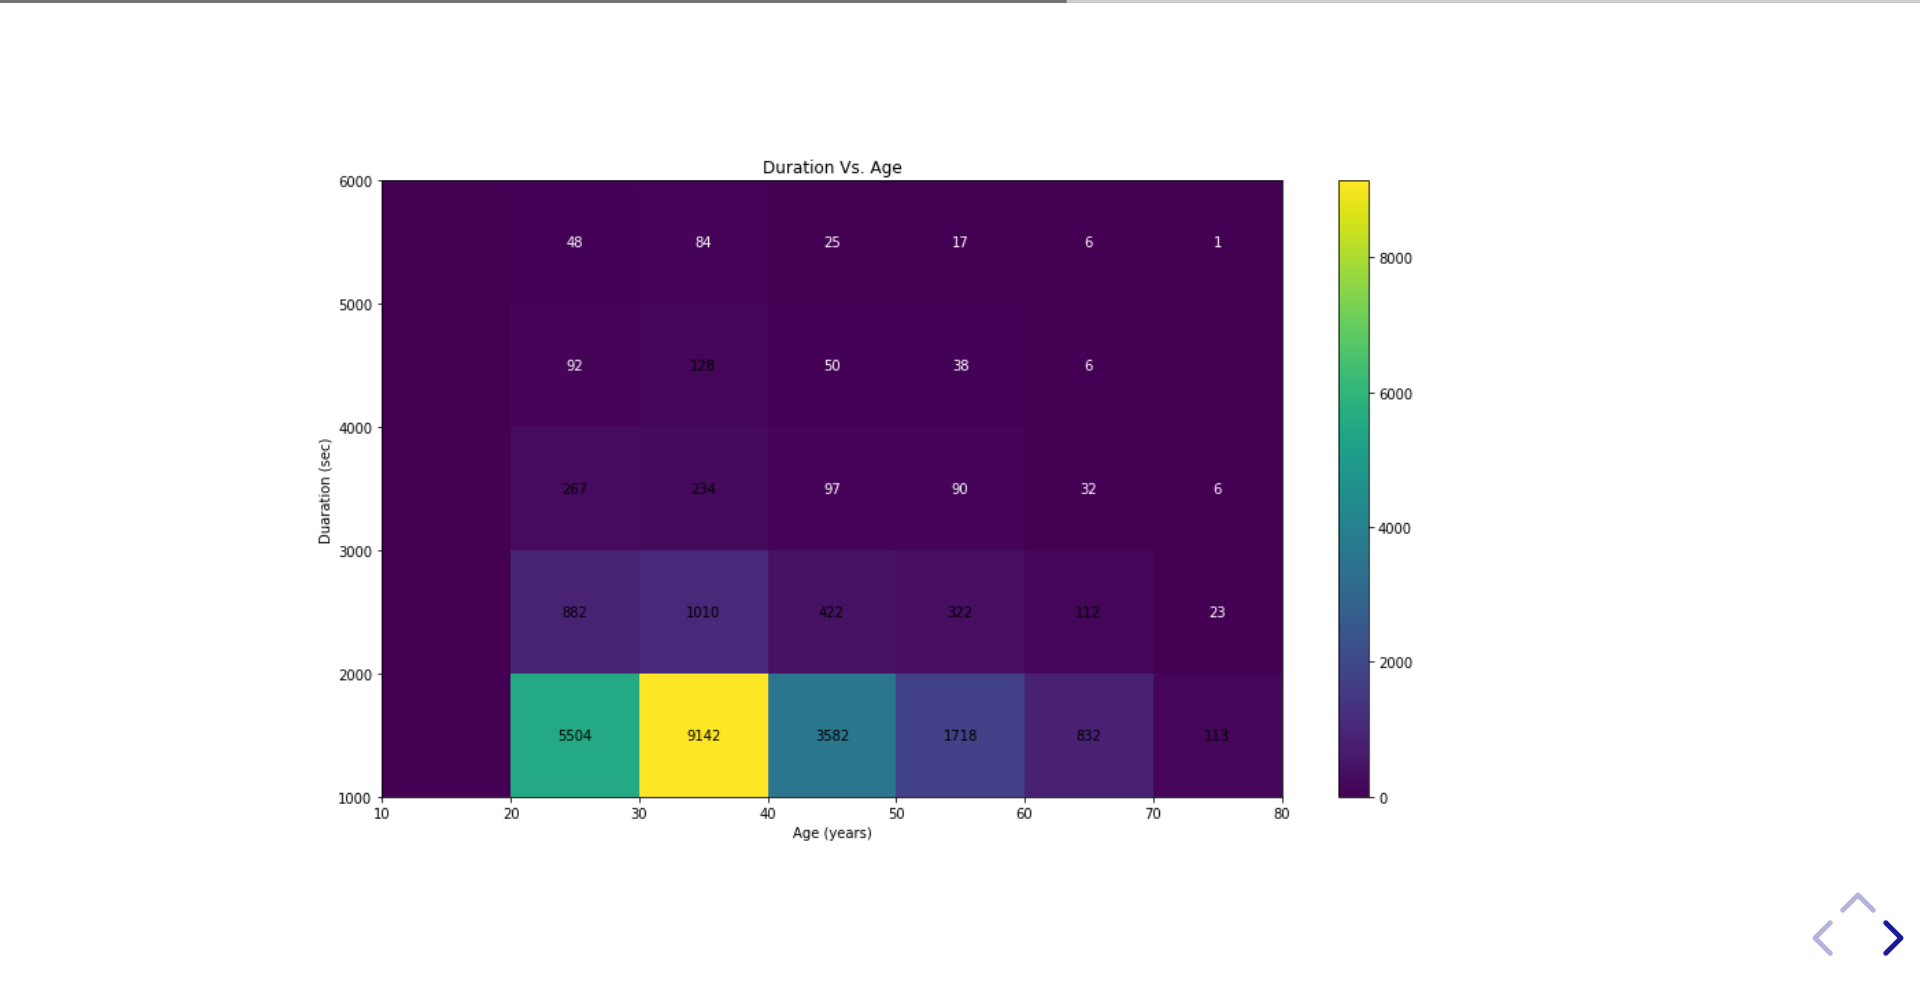 Duration Vs. Age
6000
48 84 25 17 6 1
8000
5000
92 128 50 38 6
6000
4000
Duaration (sec)
267 234 97 90 32 6
4000
3000
882 1010 422 322 112 23
2000
2000
5504 9142 3582 1718 832 113
1000
0
10 20 30 40 50 60 70 80
Age (years)